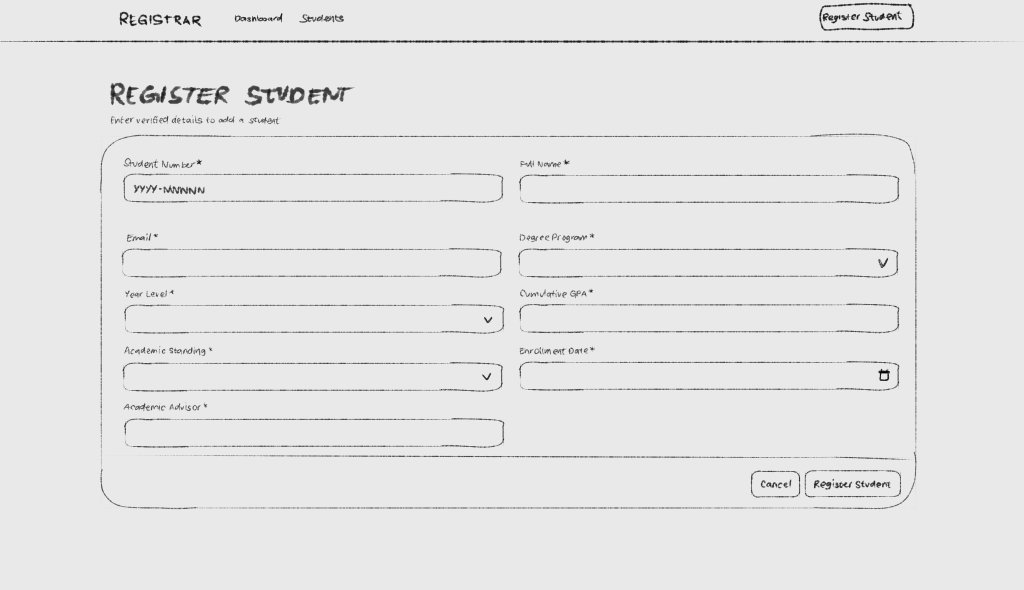 REGISTRAR Dashboard Students Register Student
REGISTER STUDENT
Enter verified details to add a student
Student Number* Full Name*
YYYY-NNNNN
Email* Degree Program*
Year Level* Cumulative GPA*
Academic Standing* Enrollment Date*
Academic Advisor*
Cancel Register Student